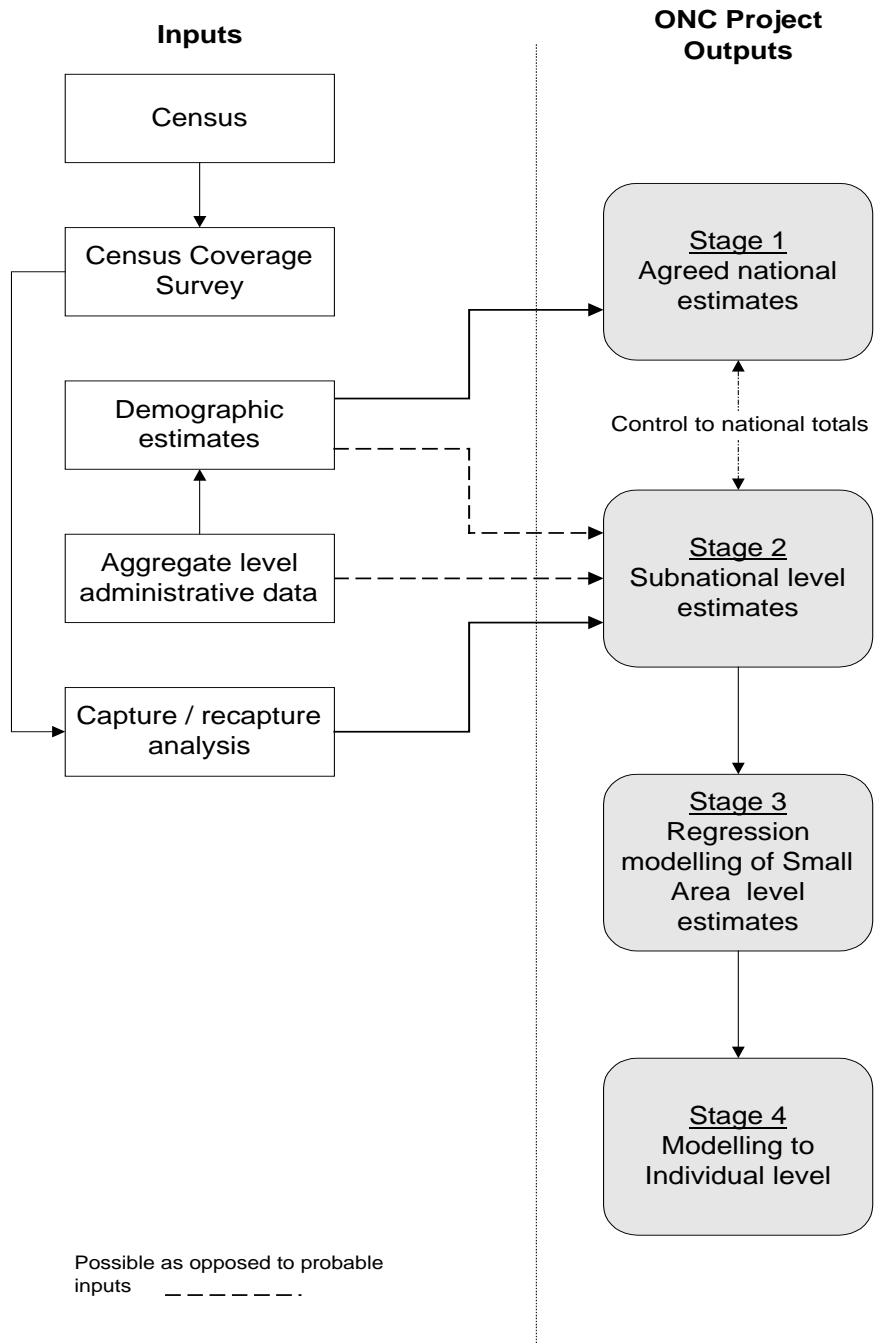 Inputs
Census
Census Coverage
Survey
Demographic
estimates
Aggregate level
administrative data
Capture / recapture
analysis
Possible as opposed to probable
inputs
ONC Project
Outputs
Stage 1
Agreed national
estimates
Control to national totals
Stage 2
Subnational level
estimates
Stage 3
Regression
modelling of Small
Area level
estimates
Stage 4
Modelling to
Individual level